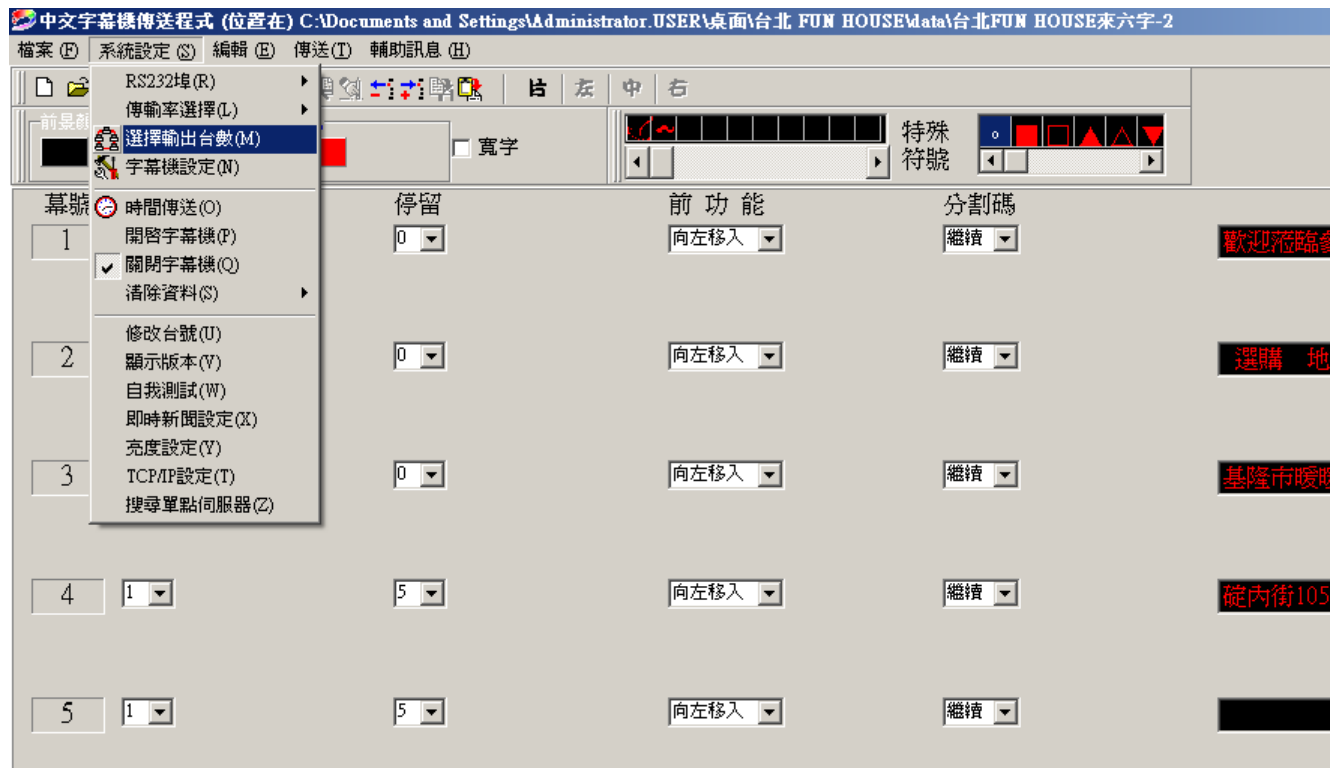 中文字幕機傳送程式 (位置在) C:\Documents and Settings\Administrator.USER\桌面\台北 FUN HOUSE\data\台北FUN HOUSE來六字-2
檔案 (F) 系統設定 (S) 編輯 (E) 傳送(T) 輔助訊息 (H)
RS232埠(R)
傳輸率選擇(L)
選擇輸出台數(M)
字幕機設定(N)
時間傳送(O)
開啓字幕機(P)
關閉字幕機(Q)
清除資料(S)
修改台號(U)
顯示版本(V)
自我測試(W)
即時新聞設定(X)
亮度設定(Y)
TCP/IP設定(T)
搜尋單點伺服器(Z)
左 中 右
前景顏
寬字
特殊
符號
幕號 停留 前 功 能 分割碼
1 0 向左移入 繼續 歡迎蒞臨參
2 0 向左移入 繼續 選購 地
3 0 向左移入 繼續 基隆市暖暖
4 1 5 向左移入 繼續 碇內街105
5 1 5 向左移入 繼續